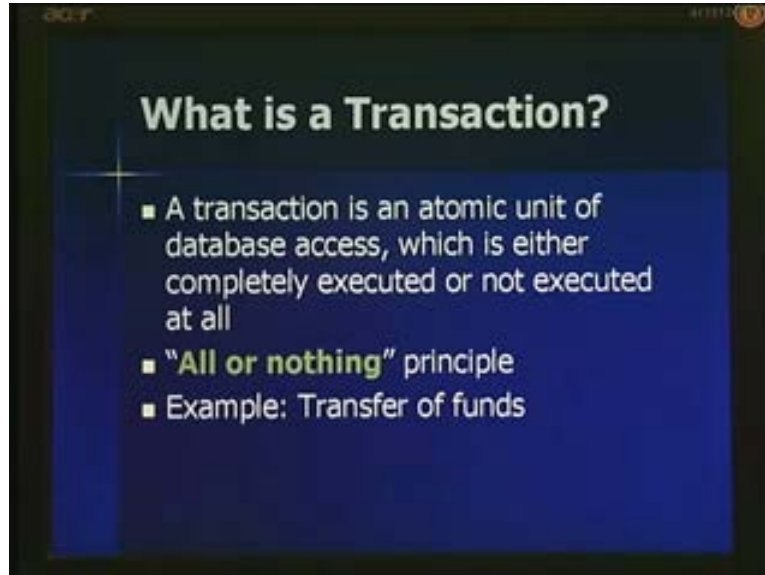 acer
What is a Transaction?
A transaction is an atomic unit of
database access, which is either
completely executed or not executed
at all
"All or nothing" principle
Example: Transfer of funds